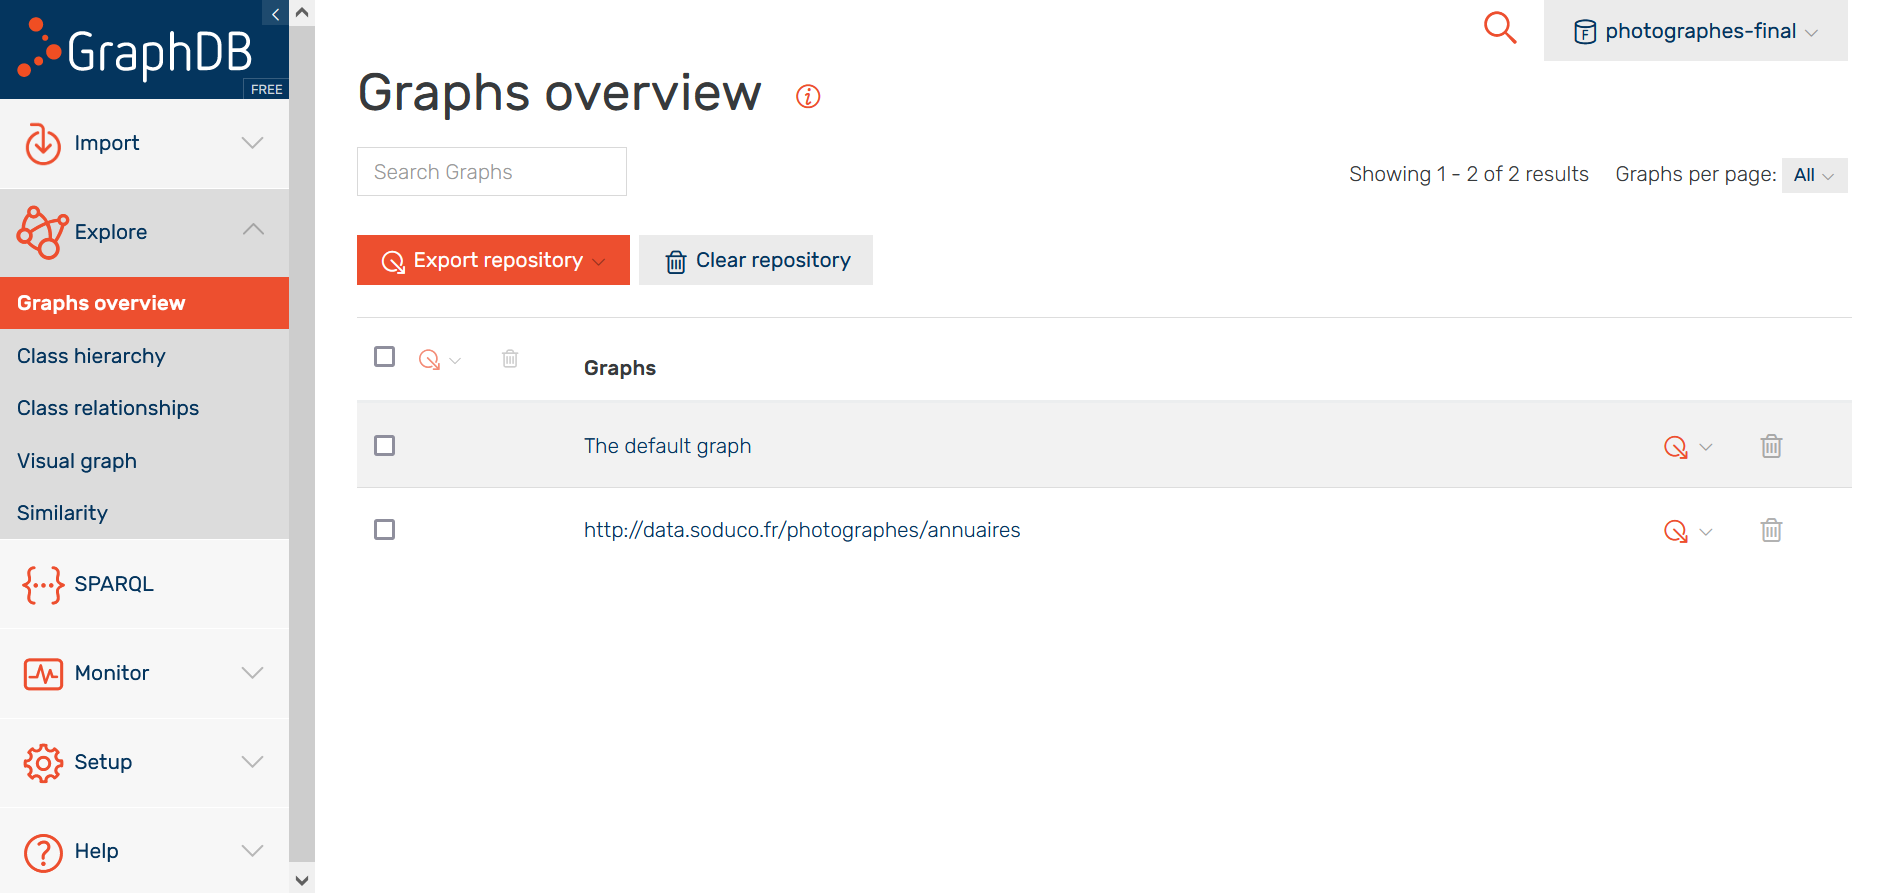 GraphDB
FREE
Import
Explore
Graphs overview
Class hierarchy
Class relationships
Visual graph
Similarity
SPARQL
Monitor
Setup
Help
photographes-final
Graphs overview
Search Graphs
Showing 1 - 2 of 2 results Graphs per page: All
Export repository Clear repository
Graphs
The default graph
http://data.soduco.fr/photographes/annuaires